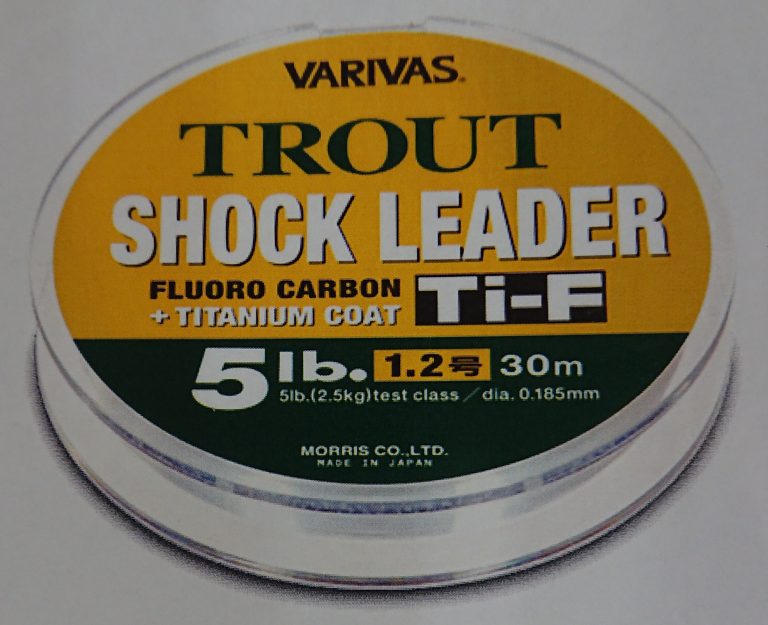 VARIVAS®
TROUT
SHOCK LEADER
FLUORO CARBON
+ TITANIUM COAT
Ti-F
5lb. 1.2号 30m
5lb.(2.5kg)test class／dia. 0.185mm
MORRIS CO.,LTD.
MADE IN JAPAN